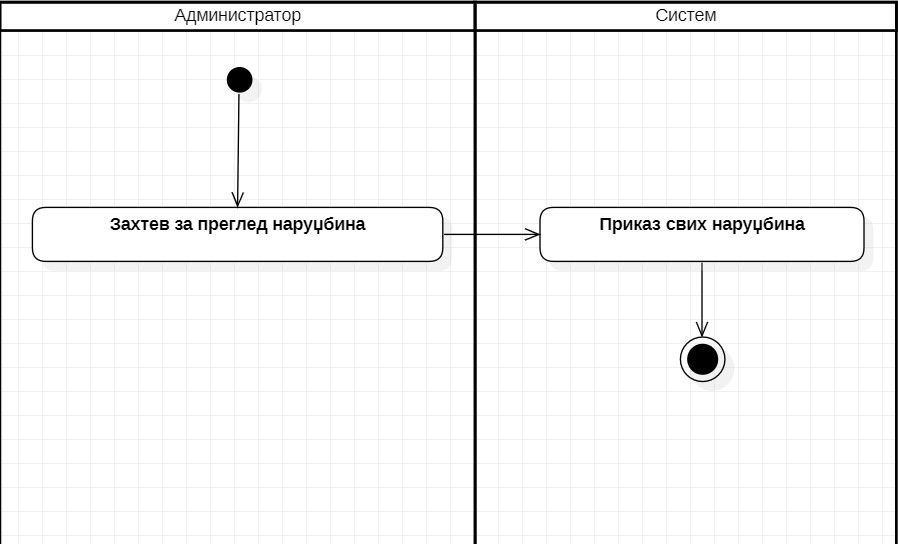 Администратор
Систем
Захтев за преглед наруџбина
Приказ свих наруџбина